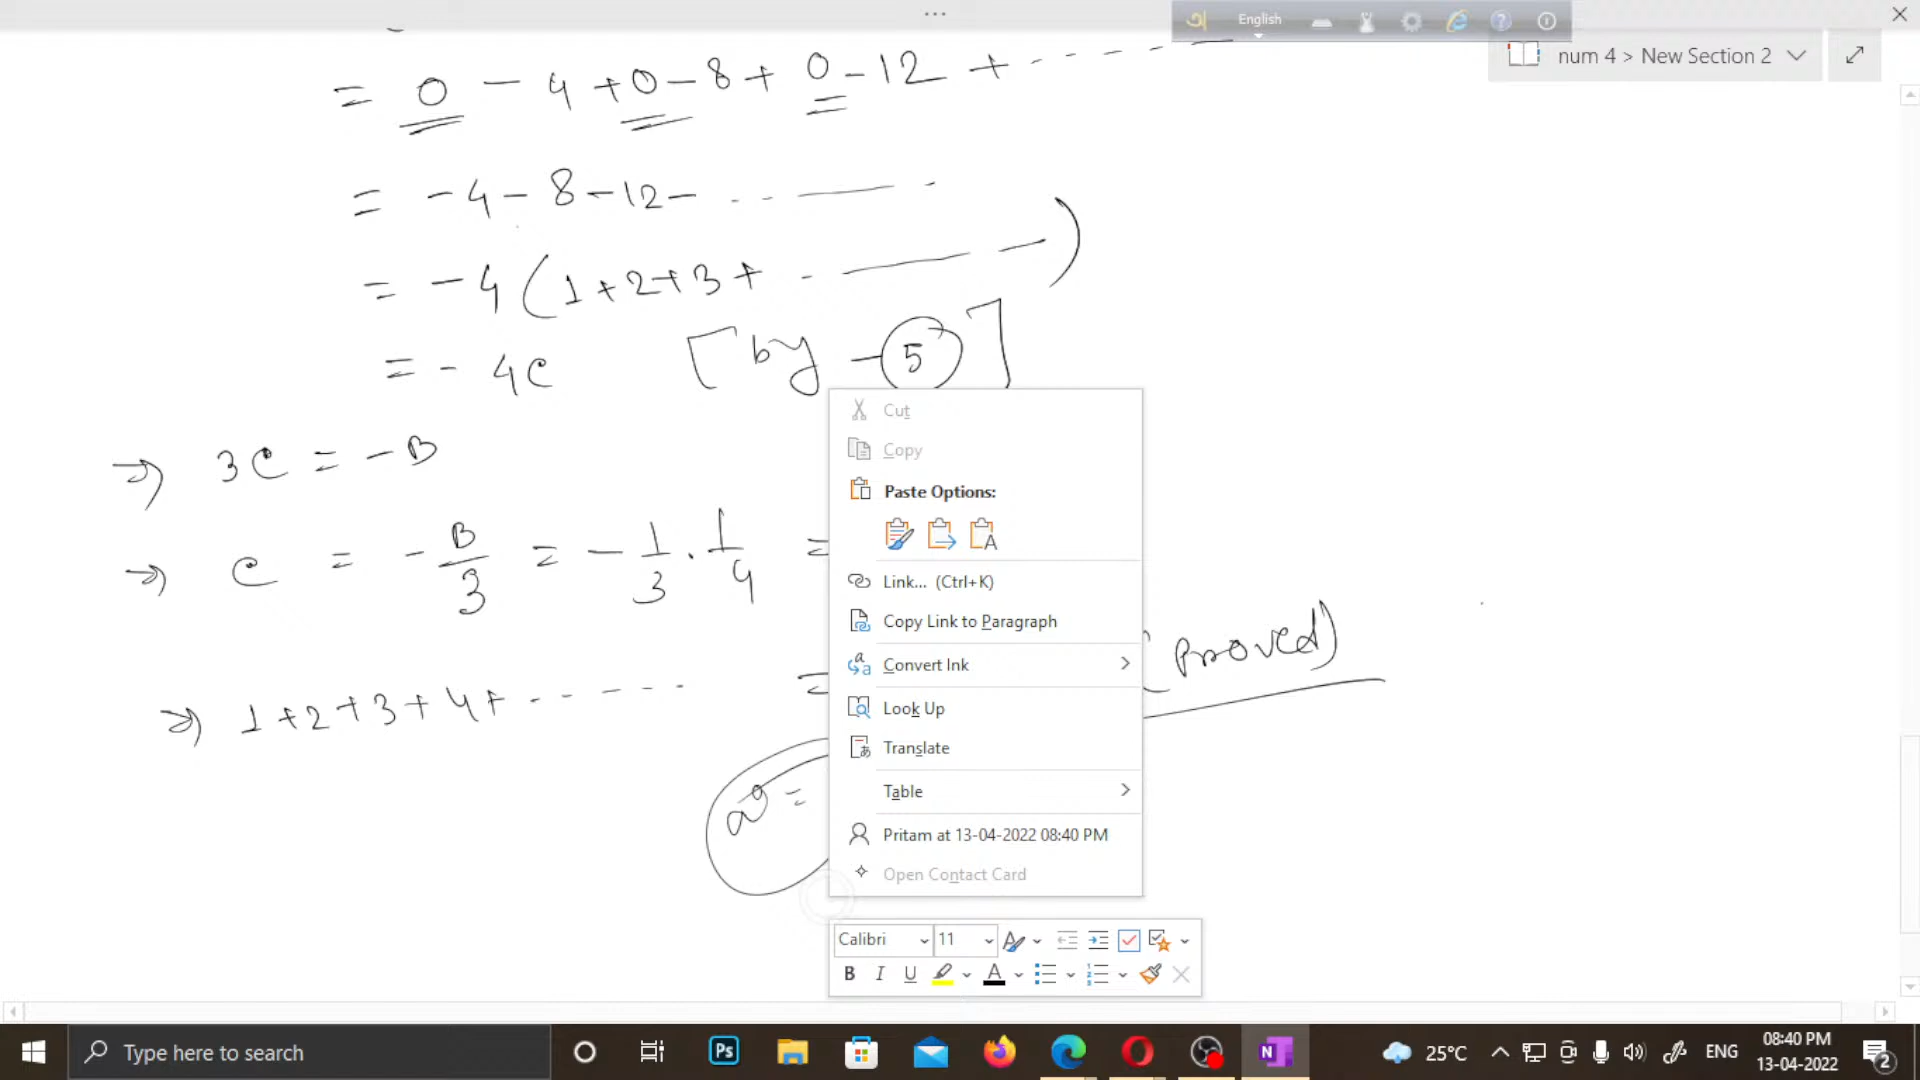 English
num 4 > New Section 2
= 0 - 4 + 0 - 8 + 0 - 12 + - - - -
= -4 - 8 - 12 - .. —— .
= -4 (1+2+3+ . —— — )
= -4C [by -5]
⇒) 3C = -B
⇒) C = -B/3 = -1/3 . 1/4 =
⇒) 1+2+3+4+ - - - - - =
(Proved)
a⁰ =
Cut
Copy
Paste Options:
Link... (Ctrl+K)
Copy Link to Paragraph
Convert Ink
Look Up
Translate
Table
Pritam at 13-04-2022 08:40 PM
Open Contact Card
Calibri 11
B I U A
Type here to search
Ps
N
25°C
ENG
08:40 PM
13-04-2022
2